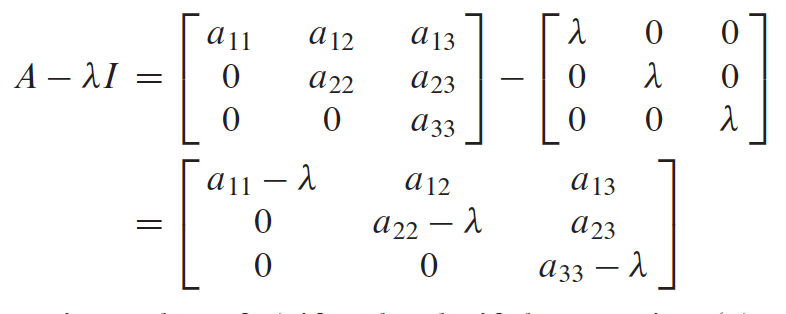 A − λI = [ a11 a12 a13 ; 0 a22 a23 ; 0 0 a33 ] − [ λ 0 0 ; 0 λ 0 ; 0 0 λ ]
= [ a11 − λ a12 a13 ; 0 a22 − λ a23 ; 0 0 a33 − λ ]